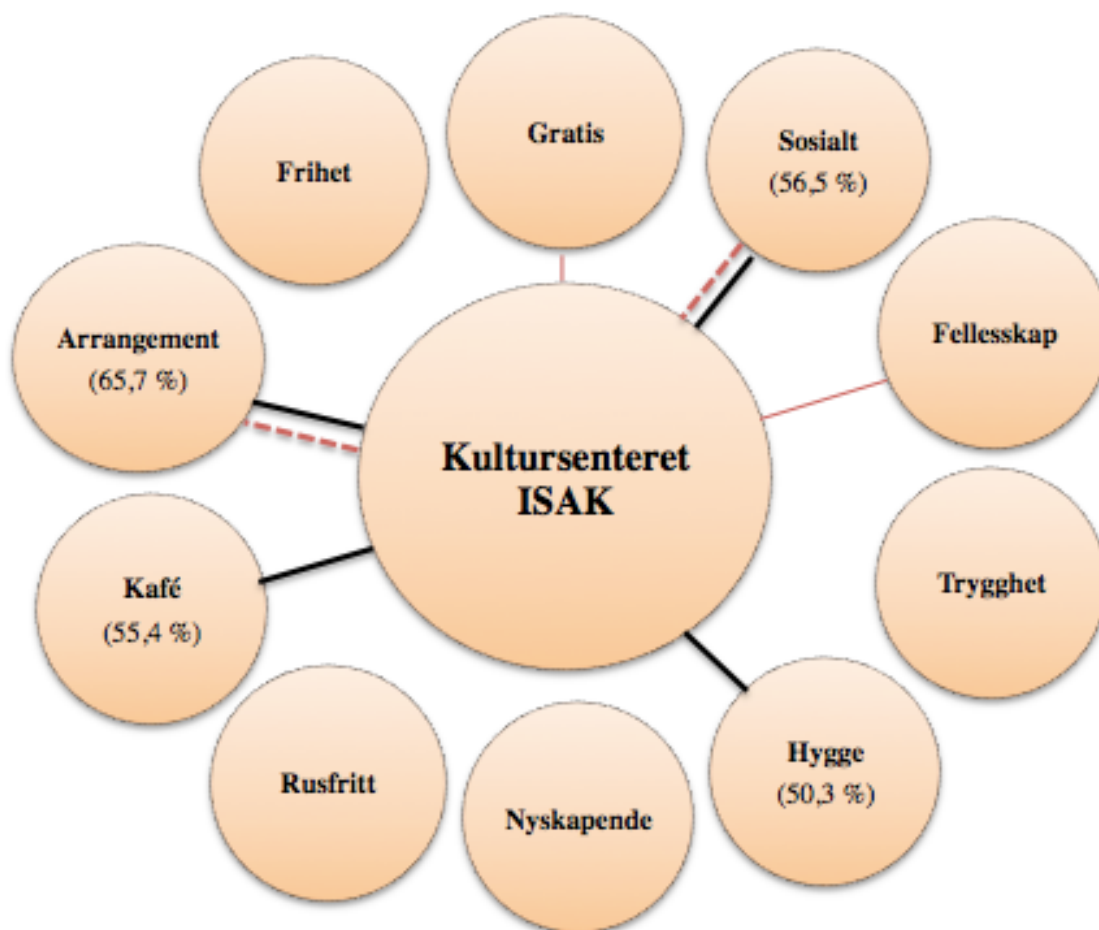 Gratis
Sosialt
(56,5 %)
Frihet
Fellesskap
Arrangement
(65,7 %)
Kultursenteret
ISAK
Kafé
(55,4 %)
Trygghet
Hygge
(50,3 %)
Rusfritt
Nyskapende